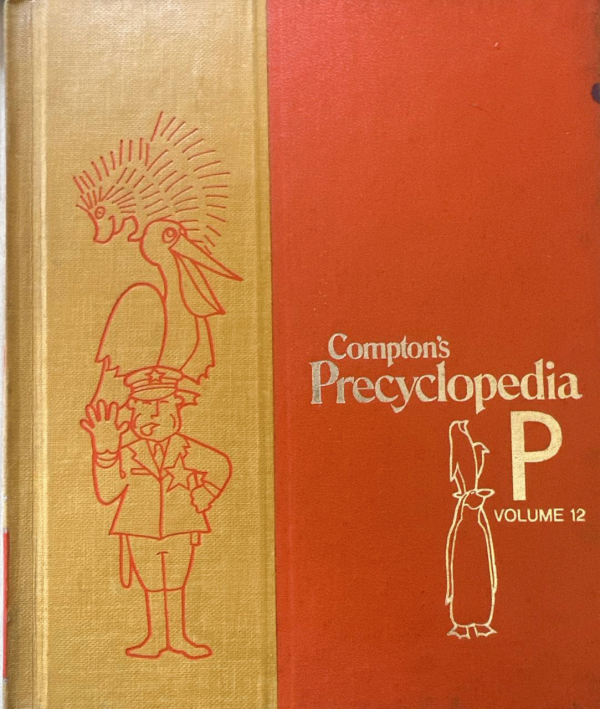 Compton's
Precyclopedia
P
VOLUME 12